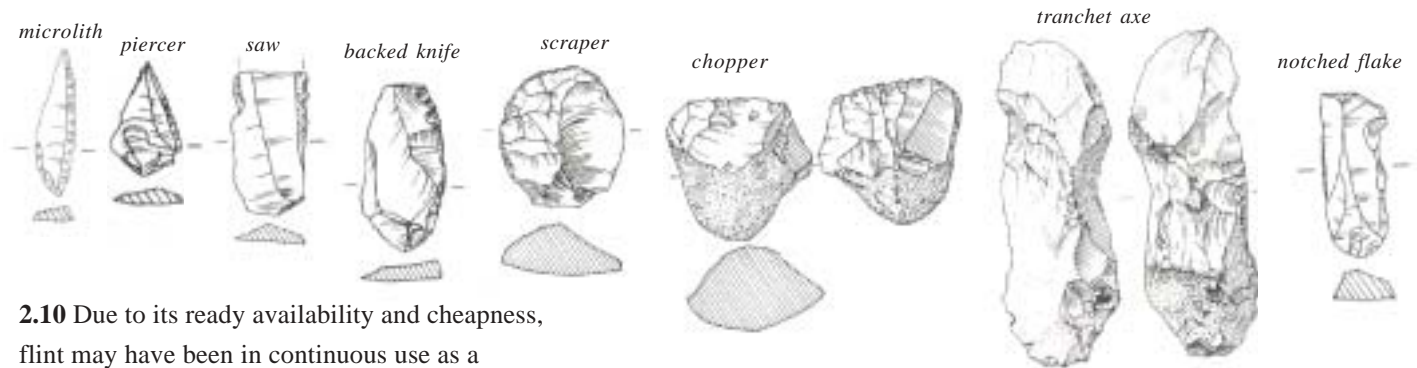 microlith
piercer
saw
backed knife
scraper
chopper
tranchet axe
notched flake
2.10 Due to its ready availability and cheapness,
flint may have been in continuous use as a